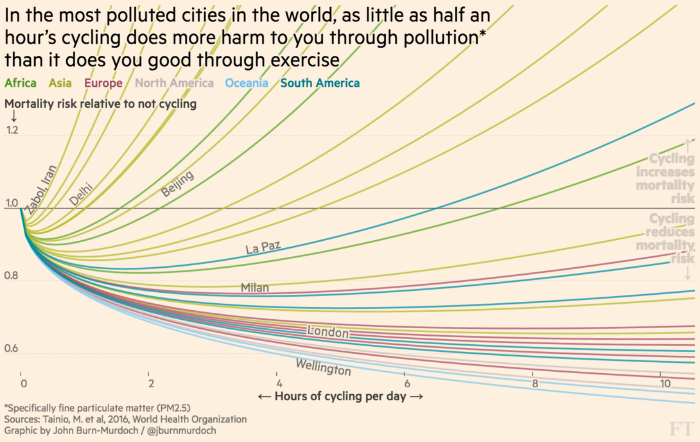 In the most polluted cities in the world, as little as half an
hour's cycling does more harm to you through pollution*
than it does you good through exercise
Africa Asia Europe North America Oceania South America
Mortality risk relative to not cycling
↓
1.2
Zabol, Iran
Delhi
Beijing
Cycling
increases
mortality
risk
1.0
Cycling
reduces
mortality
risk
La Paz
0.8
Milan
London
0.6
Wellington
0 2 4 6 8 10
← Hours of cycling per day →
*Specifically fine particulate matter (PM2.5)
Sources: Tainio, M. et al, 2016, World Health Organization
Graphic by John Burn-Murdoch / @jburnmurdoch
FT